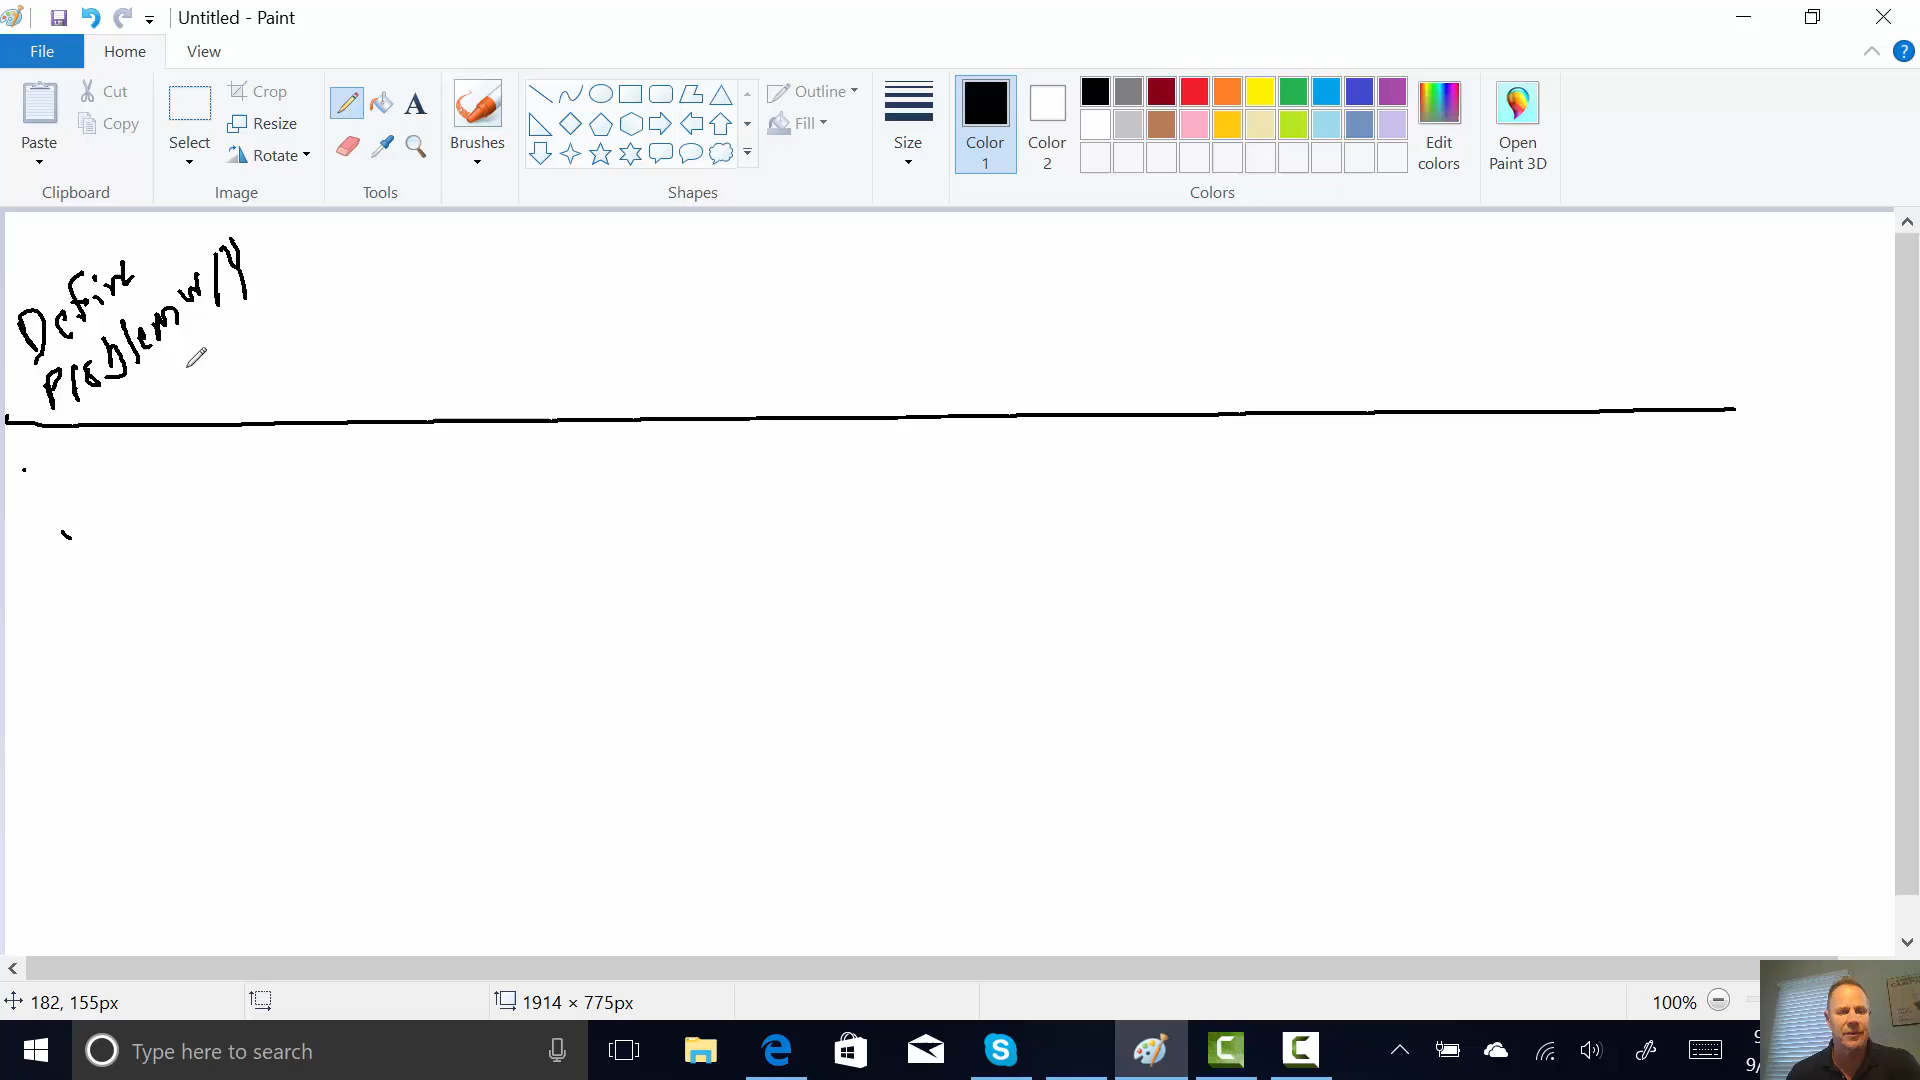 Untitled - Paint
File Home View
Paste
Cut
Copy
Clipboard
Select
Crop
Resize
Rotate
Image
A
Tools
Brushes
Shapes
Outline
Fill
Size
Color 1
Color 2
Colors
Edit colors
Open Paint 3D
?
Define
Problem w/ Y
182, 155px
1914 × 775px
100%
Type here to search
9/